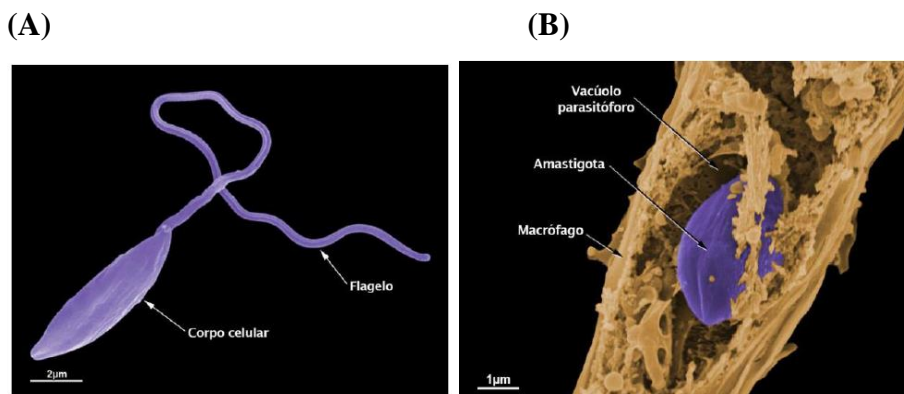 (A)
(B)
Flagelo
Corpo celular
2µm
Vacúolo
parasitóforo
Amastigota
Macrófago
1µm